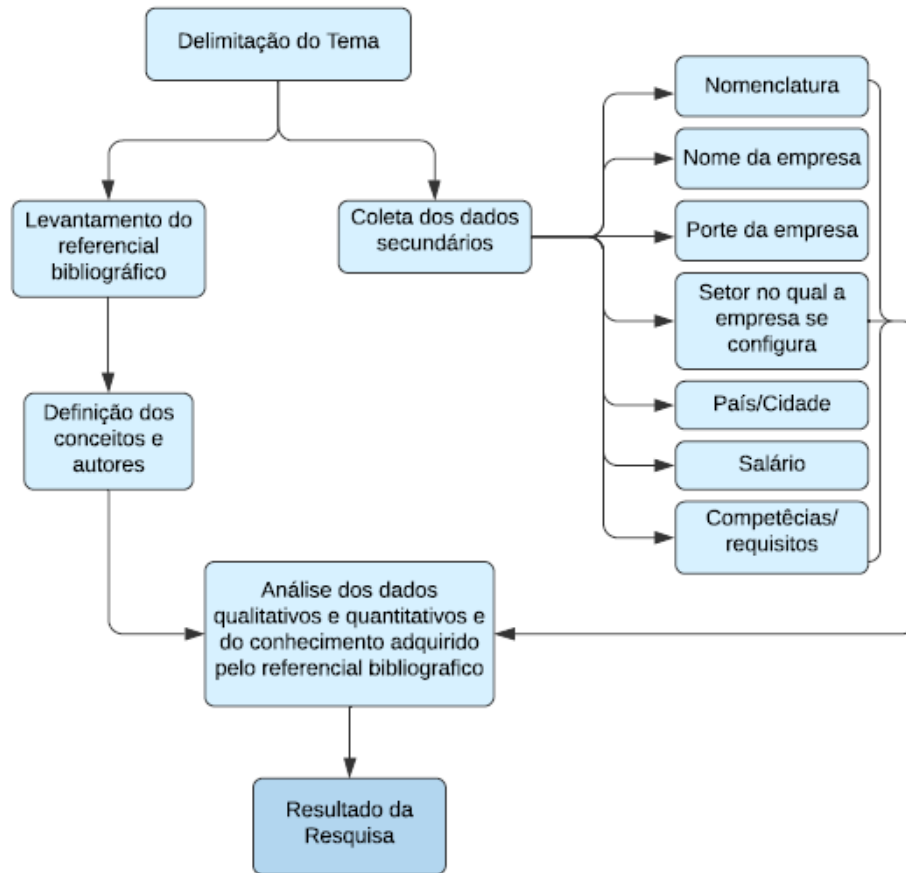 Delimitação do Tema
Levantamento do
referencial
bibliográfico
Coleta dos dados
secundários
Nomenclatura
Nome da empresa
Porte da empresa
Setor no qual a
empresa se
configura
País/Cidade
Salário
Competêcias/
requisitos
Definição dos
conceitos e
autores
Análise dos dados
qualitativos e quantitativos e
do conhecimento adquirido
pelo referencial bibliografico
Resultado da
Resquisa